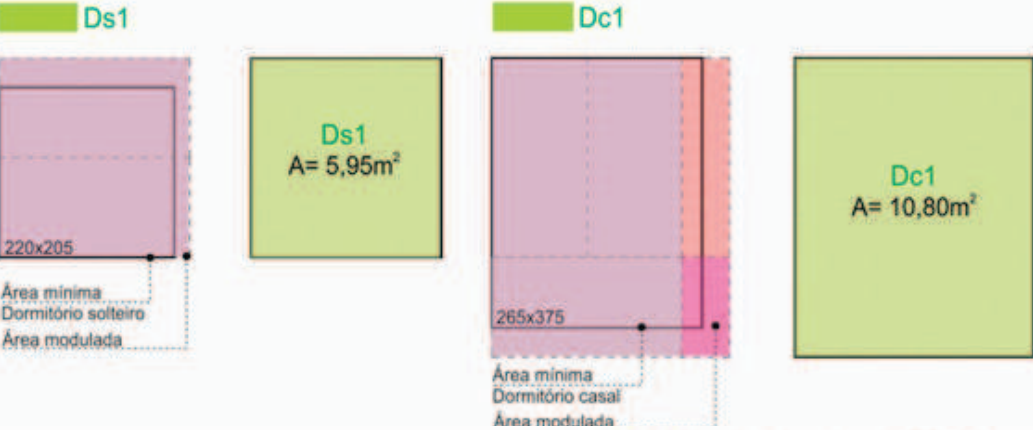 Ds1
Dc1
Ds1
A= 5,95m²
Dc1
A= 10,80m²
220x205
265x375
Área mínima
Dormitório solteiro
Área modulada
Área mínima
Dormitório casal
Área modulada